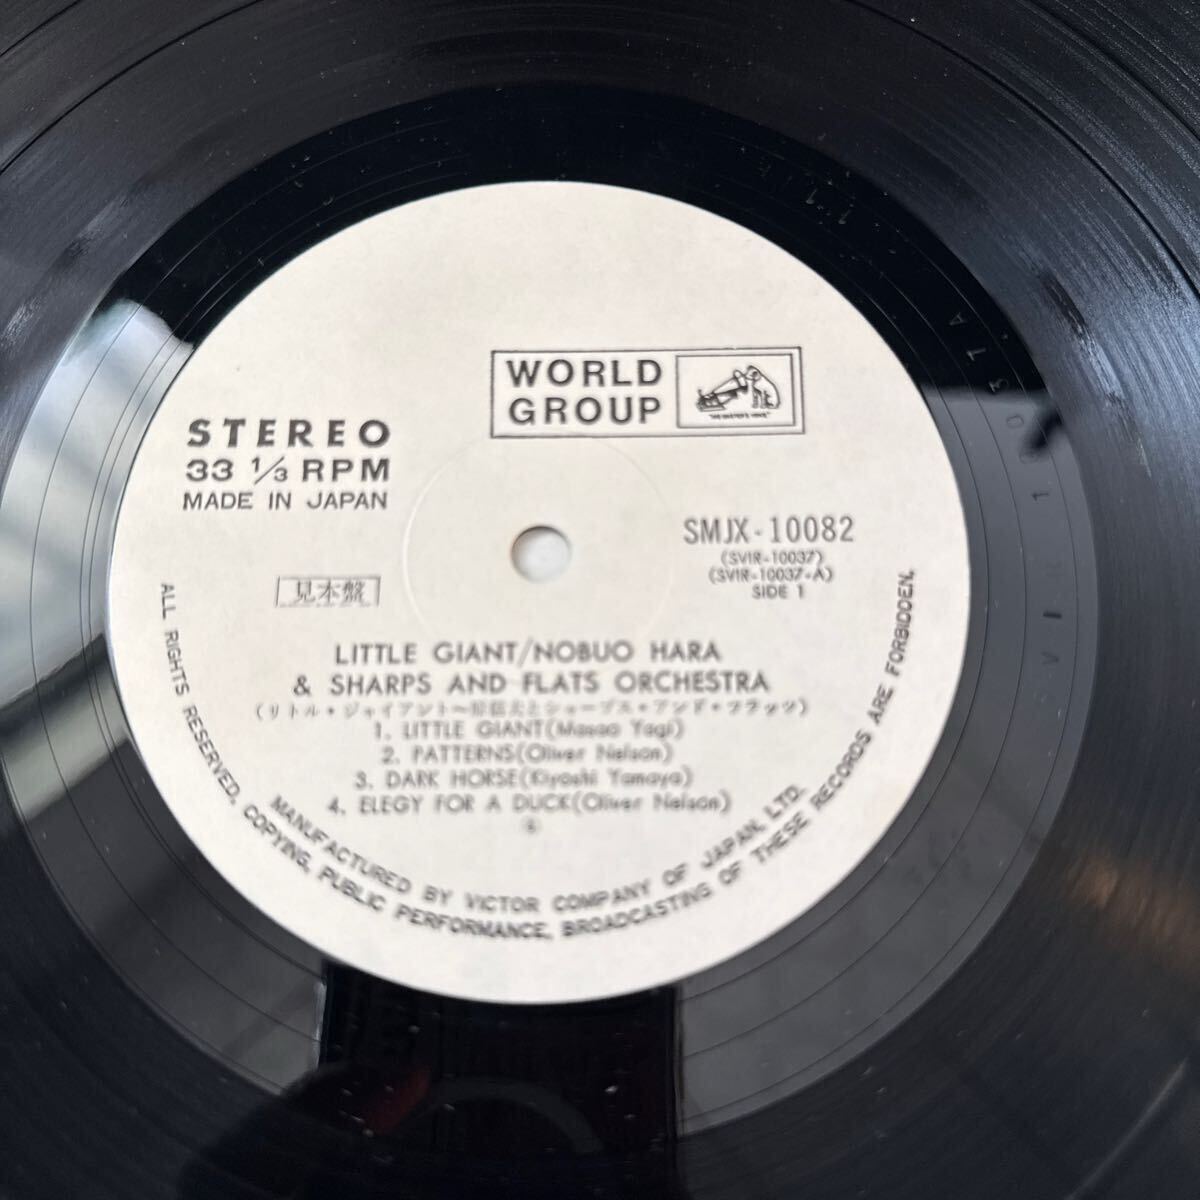 WORLD
GROUP
"HIS MASTER'S VOICE"
STEREO
33 1/3 RPM
MADE IN JAPAN
SMJX-10082
(SVIR-10037)
(SVIR-10037-A)
SIDE 1
見本盤
LITTLE GIANT/NOBUO HARA
& SHARPS AND FLATS ORCHESTRA
(リトル・ジャイアント〜原信夫とシャープス・アンド・フラッツ)
1. LITTLE GIANT(Masao Yagi)
2. PATTERNS(Oliver Nelson)
3. DARK HORSE(Kiyoshi Yamaya)
4. ELEGY FOR A DUCK(Oliver Nelson)
MANUFACTURED BY VICTOR COMPANY OF JAPAN, LTD.
ALL RIGHTS RESERVED. COPYING, PUBLIC PERFORMANCE, BROADCASTING OF THESE RECORDS ARE FORBIDDEN.